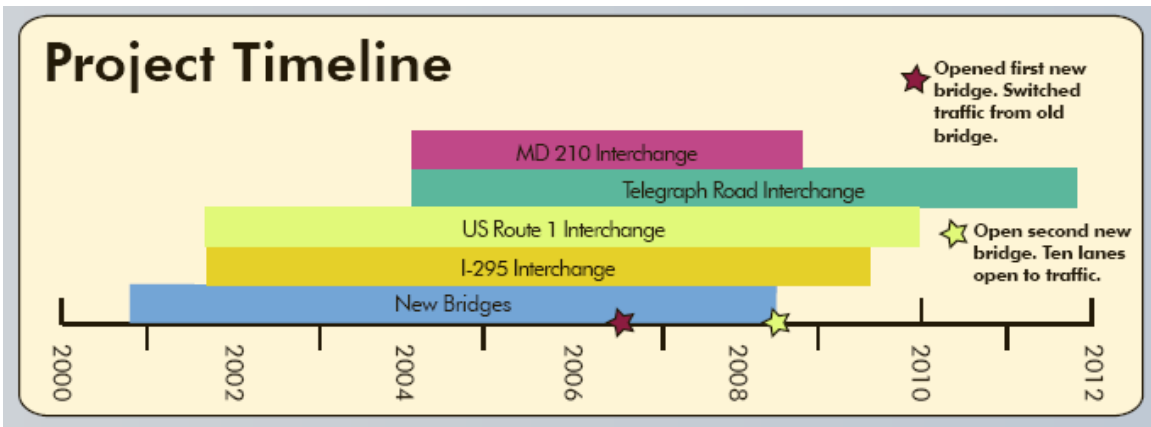 Project Timeline
Opened first new
bridge. Switched
traffic from old
bridge.
MD 210 Interchange
Telegraph Road Interchange
US Route 1 Interchange
Open second new
bridge. Ten lanes
open to traffic.
I-295 Interchange
New Bridges
2000
2002
2004
2006
2008
2010
2012